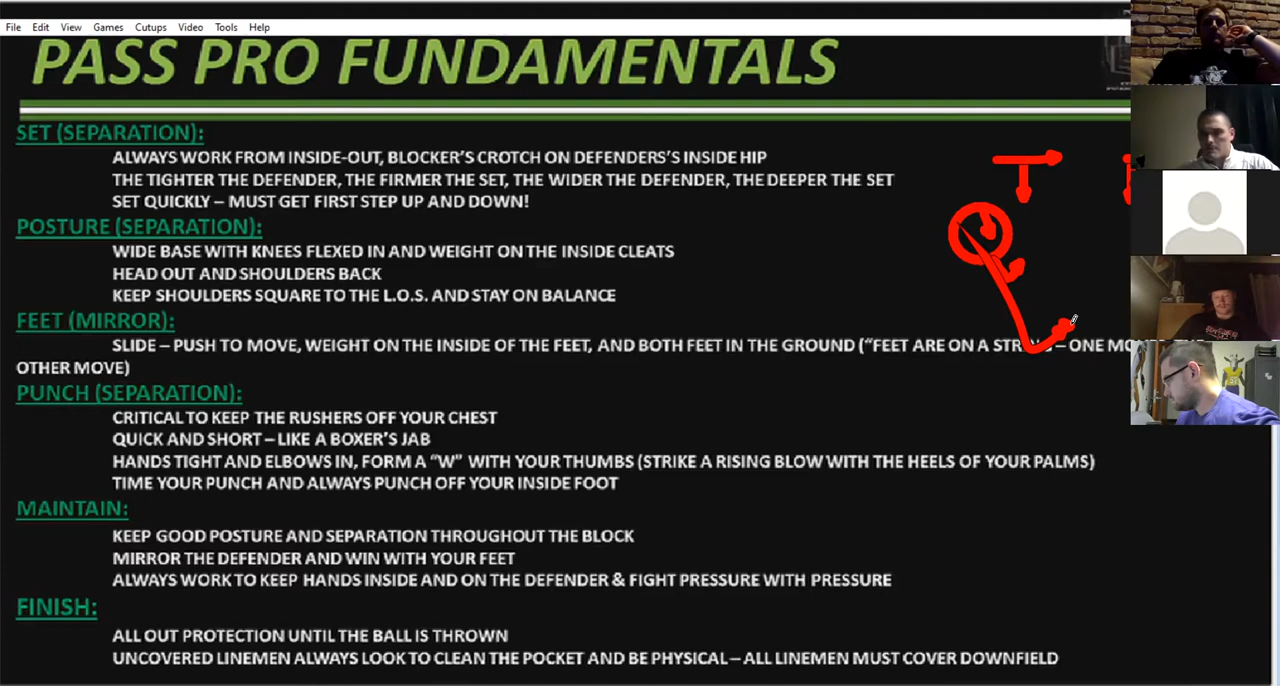 File Edit View Games Cutups Video Tools Help
PASS PRO FUNDAMENTALS
SET (SEPARATION):
ALWAYS WORK FROM INSIDE-OUT, BLOCKER'S CROTCH ON DEFENDERS'S INSIDE HIP
THE TIGHTER THE DEFENDER, THE FIRMER THE SET, THE WIDER THE DEFENDER, THE DEEPER THE SET
SET QUICKLY – MUST GET FIRST STEP UP AND DOWN!
POSTURE (SEPARATION):
WIDE BASE WITH KNEES FLEXED IN AND WEIGHT ON THE INSIDE CLEATS
HEAD OUT AND SHOULDERS BACK
KEEP SHOULDERS SQUARE TO THE L.O.S. AND STAY ON BALANCE
FEET (MIRROR):
SLIDE – PUSH TO MOVE, WEIGHT ON THE INSIDE OF THE FEET, AND BOTH FEET IN THE GROUND ("FEET ARE ON A – ONE
OTHER MOVE)
PUNCH (SEPARATION):
CRITICAL TO KEEP THE RUSHERS OFF YOUR CHEST
QUICK AND SHORT – LIKE A BOXER'S JAB
HANDS TIGHT AND ELBOWS IN, FORM A "W" WITH YOUR THUMBS (STRIKE A RISING BLOW WITH THE HEELS OF YOUR PALMS)
TIME YOUR PUNCH AND ALWAYS PUNCH OFF YOUR INSIDE FOOT
MAINTAIN:
KEEP GOOD POSTURE AND SEPARATION THROUGHOUT THE BLOCK
MIRROR THE DEFENDER AND WIN WITH YOUR FEET
ALWAYS WORK TO KEEP HANDS INSIDE AND ON THE DEFENDER & FIGHT PRESSURE WITH PRESSURE
FINISH:
ALL OUT PROTECTION UNTIL THE BALL IS THROWN
UNCOVERED LINEMEN ALWAYS LOOK TO CLEAN THE POCKET AND BE PHYSICAL – ALL LINEMEN MUST COVER DOWNFIELD